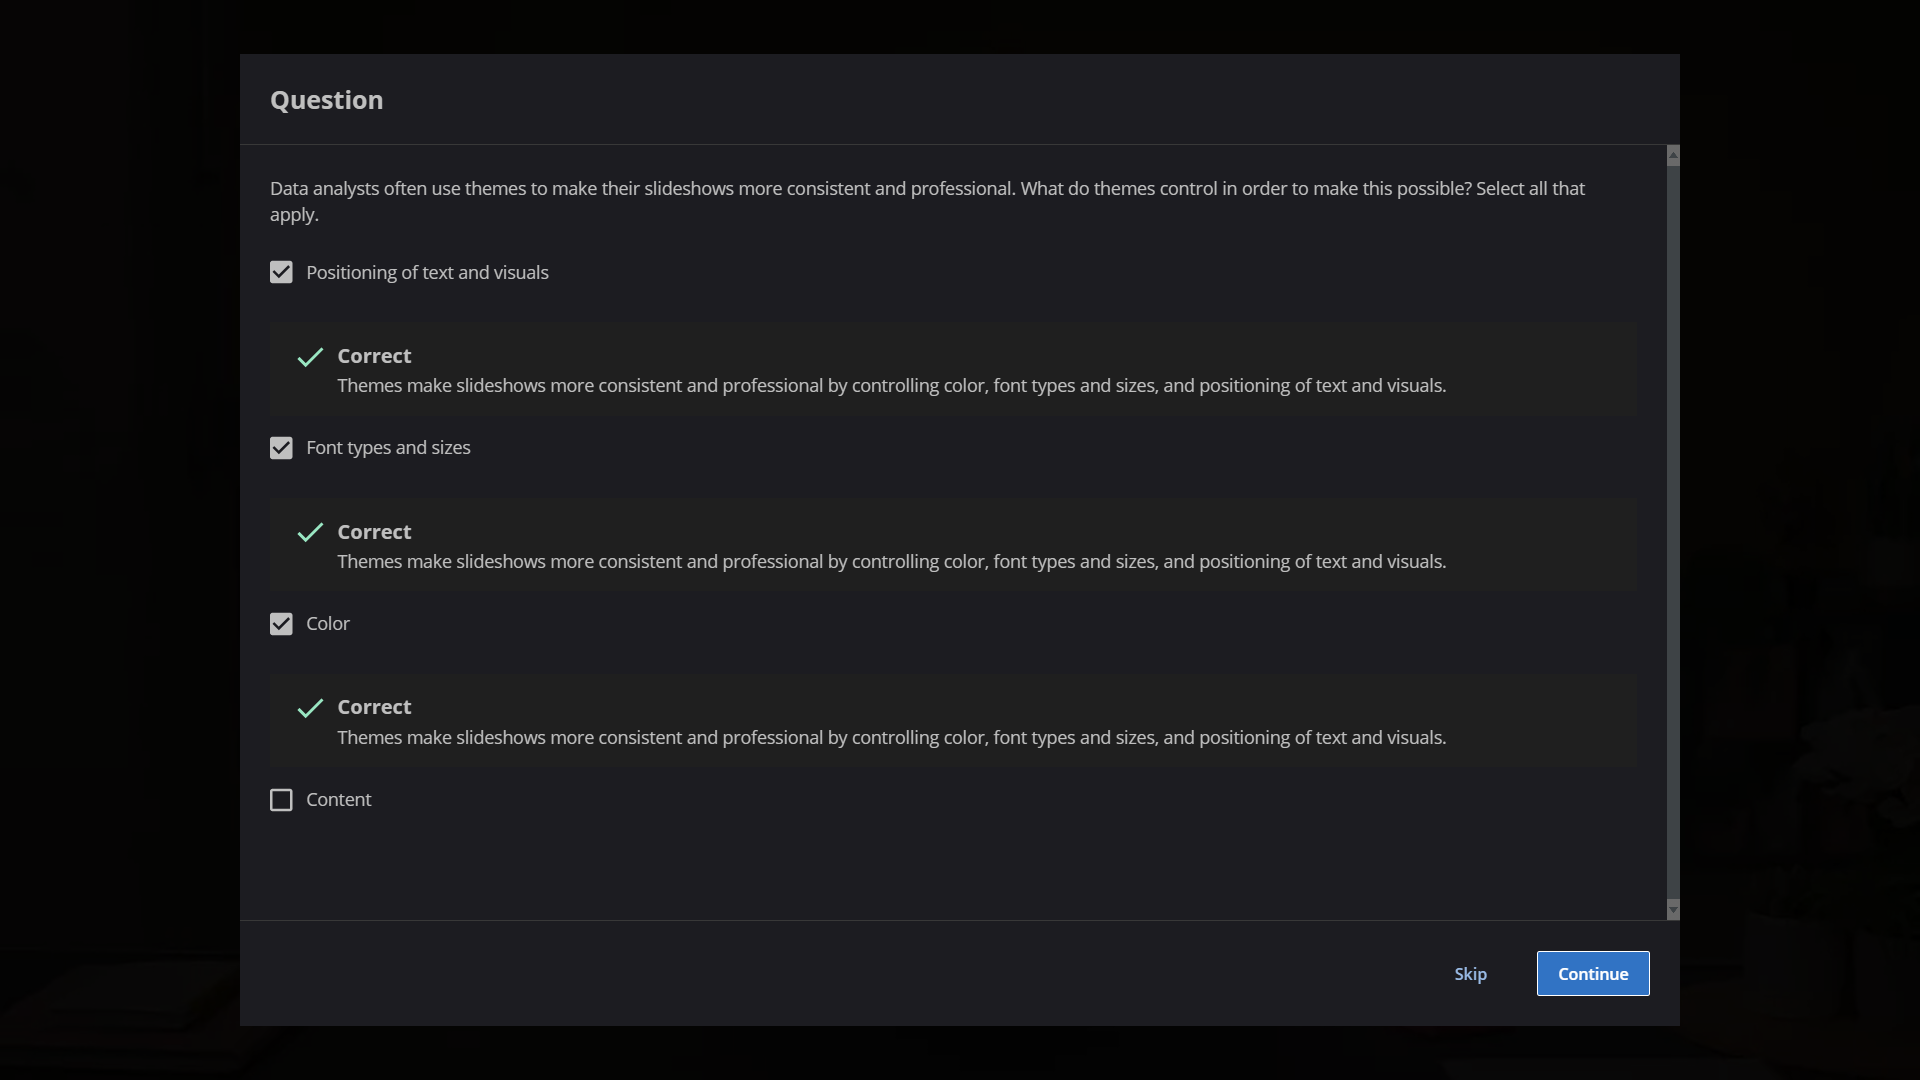 Question
Data analysts often use themes to make their slideshows more consistent and professional. What do themes control in order to make this possible? Select all that
apply.
Positioning of text and visuals
Correct
Themes make slideshows more consistent and professional by controlling color, font types and sizes, and positioning of text and visuals.
Font types and sizes
Correct
Themes make slideshows more consistent and professional by controlling color, font types and sizes, and positioning of text and visuals.
Color
Correct
Themes make slideshows more consistent and professional by controlling color, font types and sizes, and positioning of text and visuals.
Content
Skip Continue